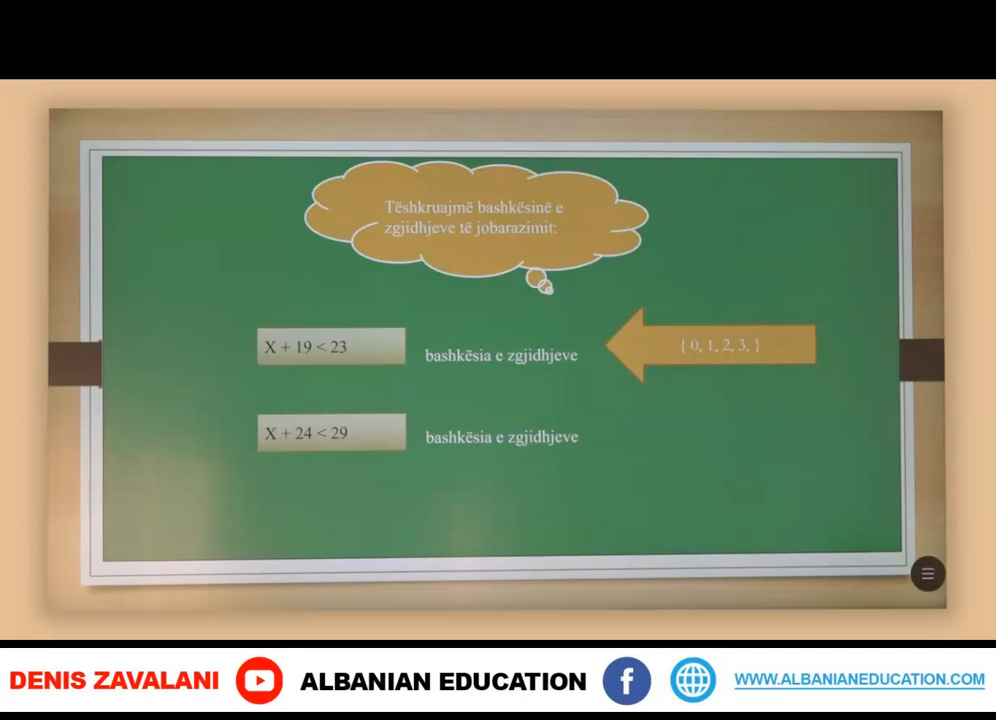 Tëshkruajmë bashkësinë e
zgjidhjeve të jobarazimit:
X + 19 < 23
bashkësia e zgjidhjeve
{ 0, 1, 2, 3, }
X + 24 < 29
bashkësia e zgjidhjeve
DENIS ZAVALANI
ALBANIAN EDUCATION
f
WWW.ALBANIANEDUCATION.COM